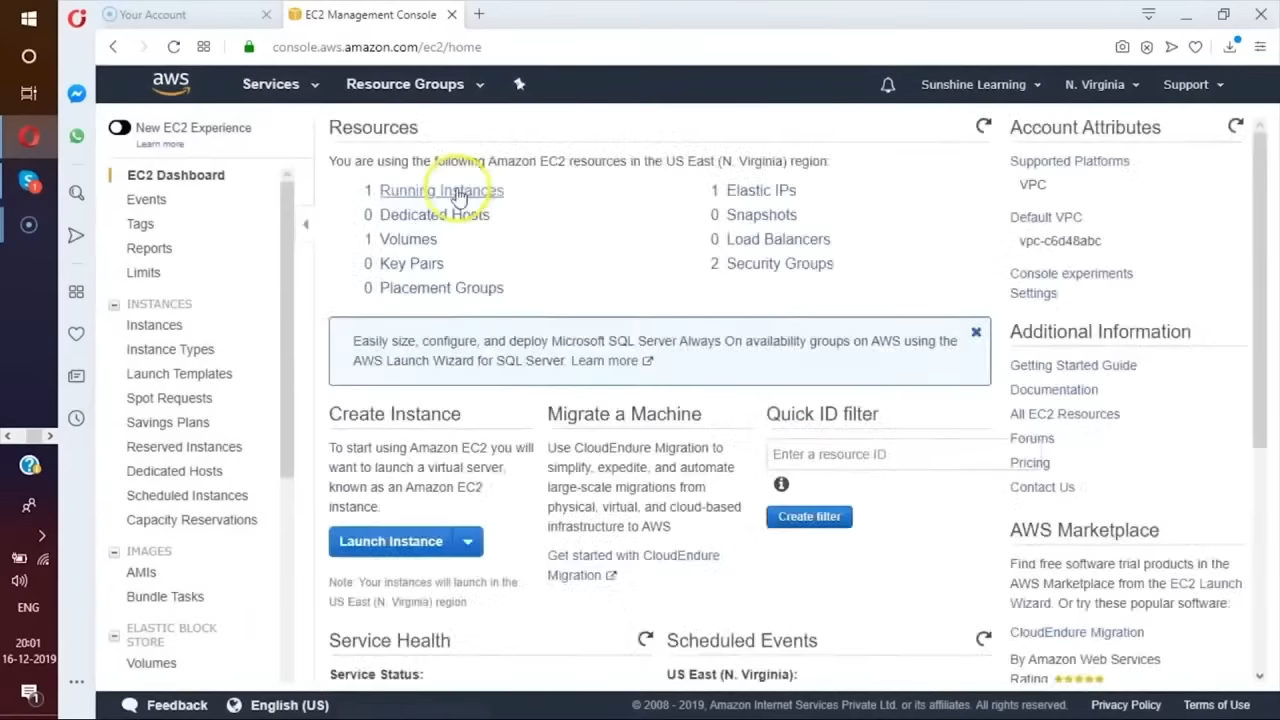 Your Account
EC2 Management Console
console.aws.amazon.com/ec2/home
aws
Services
Resource Groups
Sunshine Learning
N. Virginia
Support
New EC2 Experience
Learn more
EC2 Dashboard
Events
Tags
Reports
Limits
INSTANCES
Instances
Instance Types
Launch Templates
Spot Requests
Savings Plans
Reserved Instances
Dedicated Hosts
Scheduled Instances
Capacity Reservations
IMAGES
AMIs
Bundle Tasks
ELASTIC BLOCK
STORE
Volumes
Resources
You are using the following Amazon EC2 resources in the US East (N. Virginia) region:
1 Running Instances
0 Dedicated Hosts
1 Volumes
0 Key Pairs
0 Placement Groups
1 Elastic IPs
0 Snapshots
0 Load Balancers
2 Security Groups
Easily size, configure, and deploy Microsoft SQL Server Always On availability groups on AWS using the
AWS Launch Wizard for SQL Server. Learn more
Create Instance
To start using Amazon EC2 you will
want to launch a virtual server,
known as an Amazon EC2
instance.
Launch Instance
Note: Your instances will launch in the
US East (N. Virginia) region
Migrate a Machine
Use CloudEndure Migration to
simplify, expedite, and automate
large-scale migrations from
physical, virtual, and cloud-based
infrastructure to AWS
Get started with CloudEndure
Migration
Quick ID filter
Enter a resource ID
Create filter
Service Health
Service Status:
Scheduled Events
US East (N. Virginia):
Account Attributes
Supported Platforms
VPC
Default VPC
vpc-c6d48abc
Console experiments
Settings
Additional Information
Getting Started Guide
Documentation
All EC2 Resources
Forums
Pricing
Contact Us
AWS Marketplace
Find free software trial products in the
AWS Marketplace from the EC2 Launch
Wizard. Or try these popular software:
CloudEndure Migration
By Amazon Web Services
Rating
Feedback
English (US)
© 2008 - 2019, Amazon Internet Services Private Ltd. or its affiliates. All rights reserved.
Privacy Policy
Terms of Use
ENG
20:01
16-12-2019
1